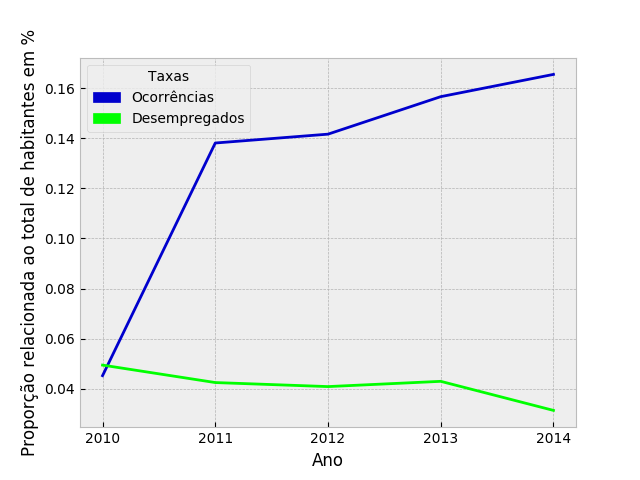 Proporção relacionada ao total de habitantes em %
Taxas
Ocorrências
Desempregados
0.16
0.14
0.12
0.10
0.08
0.06
0.04
2010 2011 2012 2013 2014
Ano